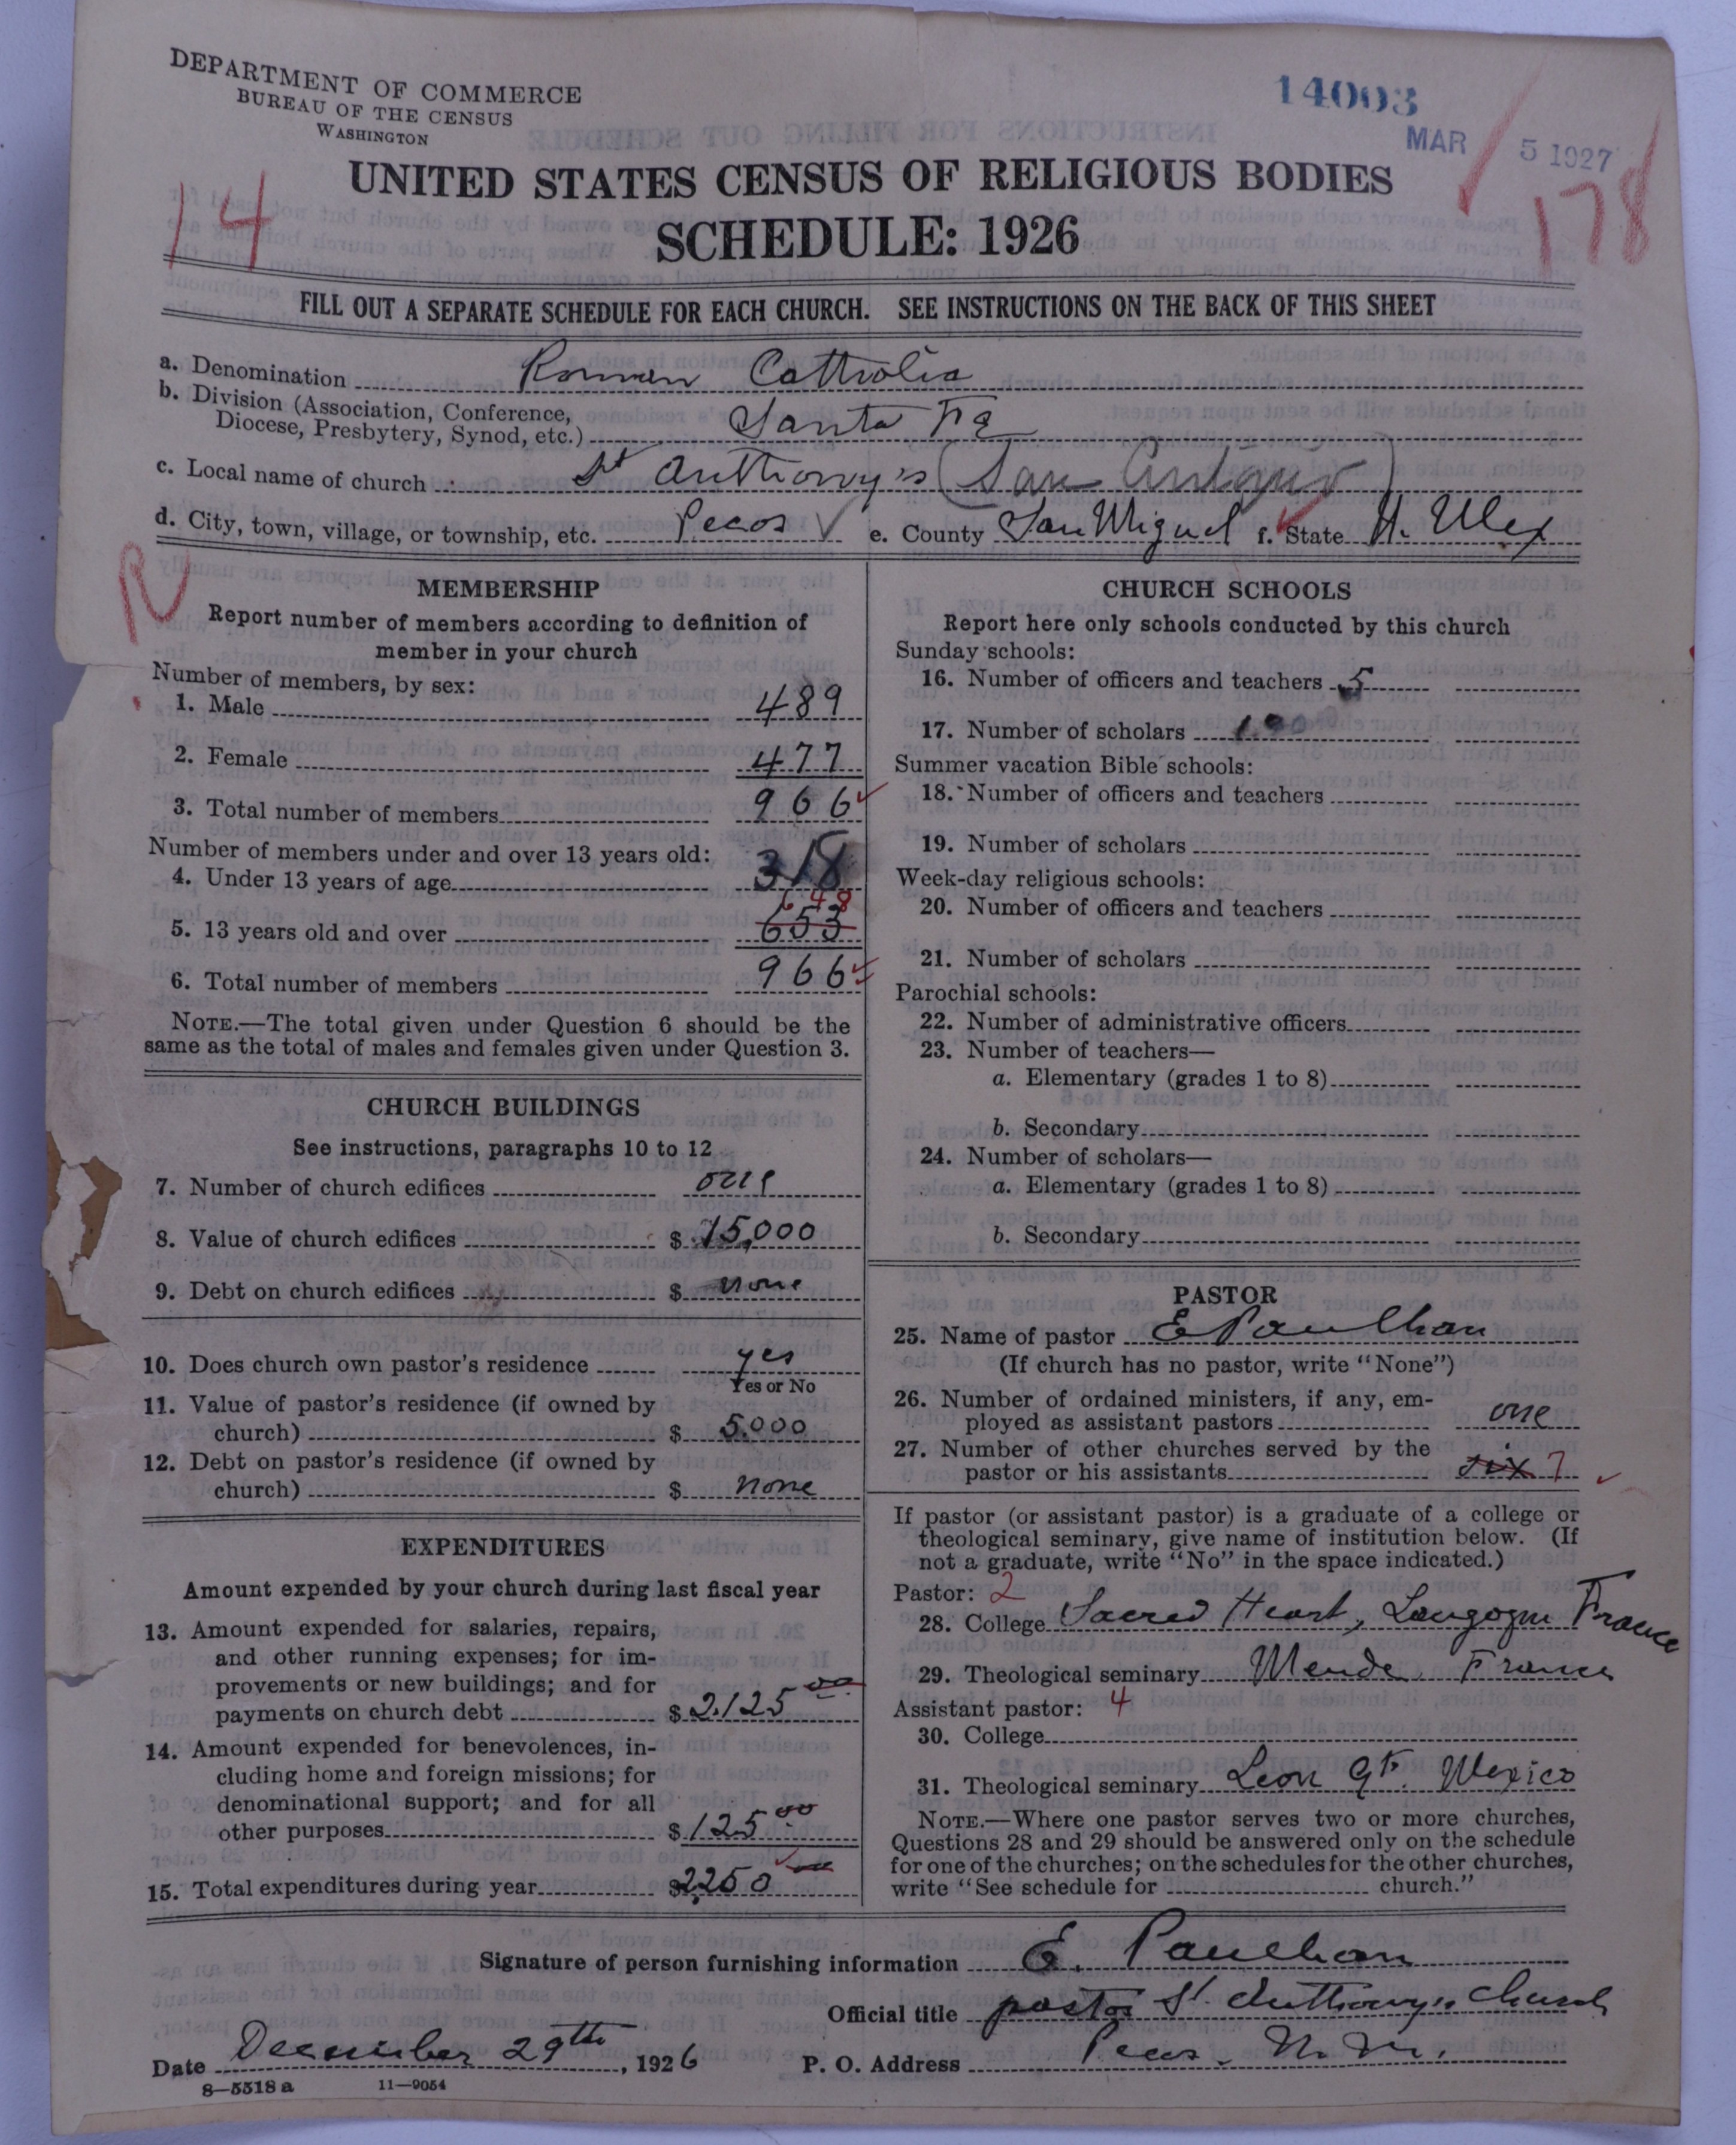 DEPARTMENT OF COMMERCE
BUREAU OF THE CENSUS
WASHINGTON
14003
MAR 5 1927
14
178
UNITED STATES CENSUS OF RELIGIOUS BODIES
SCHEDULE: 1926
FILL OUT A SEPARATE SCHEDULE FOR EACH CHURCH. SEE INSTRUCTIONS ON THE BACK OF THIS SHEET
a. Denomination Roman Catholic
b. Division (Association, Conference,
Diocese, Presbytery, Synod, etc.) Santa Fe
c. Local name of church St Anthony's (San Antonio)
d. City, town, village, or township, etc. Pecos e. County San Miguel f. State N. Mex
MEMBERSHIP
Report number of members according to definition of
member in your church
Number of members, by sex:
1. Male 489
2. Female 477
3. Total number of members 966
Number of members under and over 13 years old:
4. Under 13 years of age 318
648
5. 13 years old and over 653
6. Total number of members 966
NOTE.—The total given under Question 6 should be the
same as the total of males and females given under Question 3.
CHURCH BUILDINGS
See instructions, paragraphs 10 to 12
7. Number of church edifices one
8. Value of church edifices $ 15,000
9. Debt on church edifices $ none
10. Does church own pastor's residence yes
Yes or No
11. Value of pastor's residence (if owned by
church) $ 5.000
12. Debt on pastor's residence (if owned by
church) $ none
EXPENDITURES
Amount expended by your church during last fiscal year
13. Amount expended for salaries, repairs,
and other running expenses; for im-
provements or new buildings; and for
payments on church debt $ 2.125 00
14. Amount expended for benevolences, in-
cluding home and foreign missions; for
denominational support; and for all
other purposes $ 125 00
15. Total expenditures during year $ 2250
CHURCH SCHOOLS
Report here only schools conducted by this church
Sunday schools:
16. Number of officers and teachers 5
17. Number of scholars
Summer vacation Bible schools:
18. Number of officers and teachers
19. Number of scholars
Week-day religious schools:
20. Number of officers and teachers
21. Number of scholars
Parochial schools:
22. Number of administrative officers
23. Number of teachers—
a. Elementary (grades 1 to 8)
b. Secondary
24. Number of scholars—
a. Elementary (grades 1 to 8)
b. Secondary
PASTOR
25. Name of pastor E Paulhan
(If church has no pastor, write "None")
26. Number of ordained ministers, if any, em-
ployed as assistant pastors one
27. Number of other churches served by the
pastor or his assistants six 7
If pastor (or assistant pastor) is a graduate of a college or
theological seminary, give name of institution below. (If
not a graduate, write "No" in the space indicated.)
Pastor: 2
28. College Sacred Heart, Langogne France
29. Theological seminary Mende France
Assistant pastor: 4
30. College
31. Theological seminary Leon Mexico
NOTE.—Where one pastor serves two or more churches,
Questions 28 and 29 should be answered only on the schedule
for one of the churches; on the schedules for the other churches,
write "See schedule for church."
Signature of person furnishing information E. Paulhan
Official title pastor St. Anthony's Church
Date December 29th, 1926 P. O. Address Pecos. N. M.
8—5518 a 11—9054